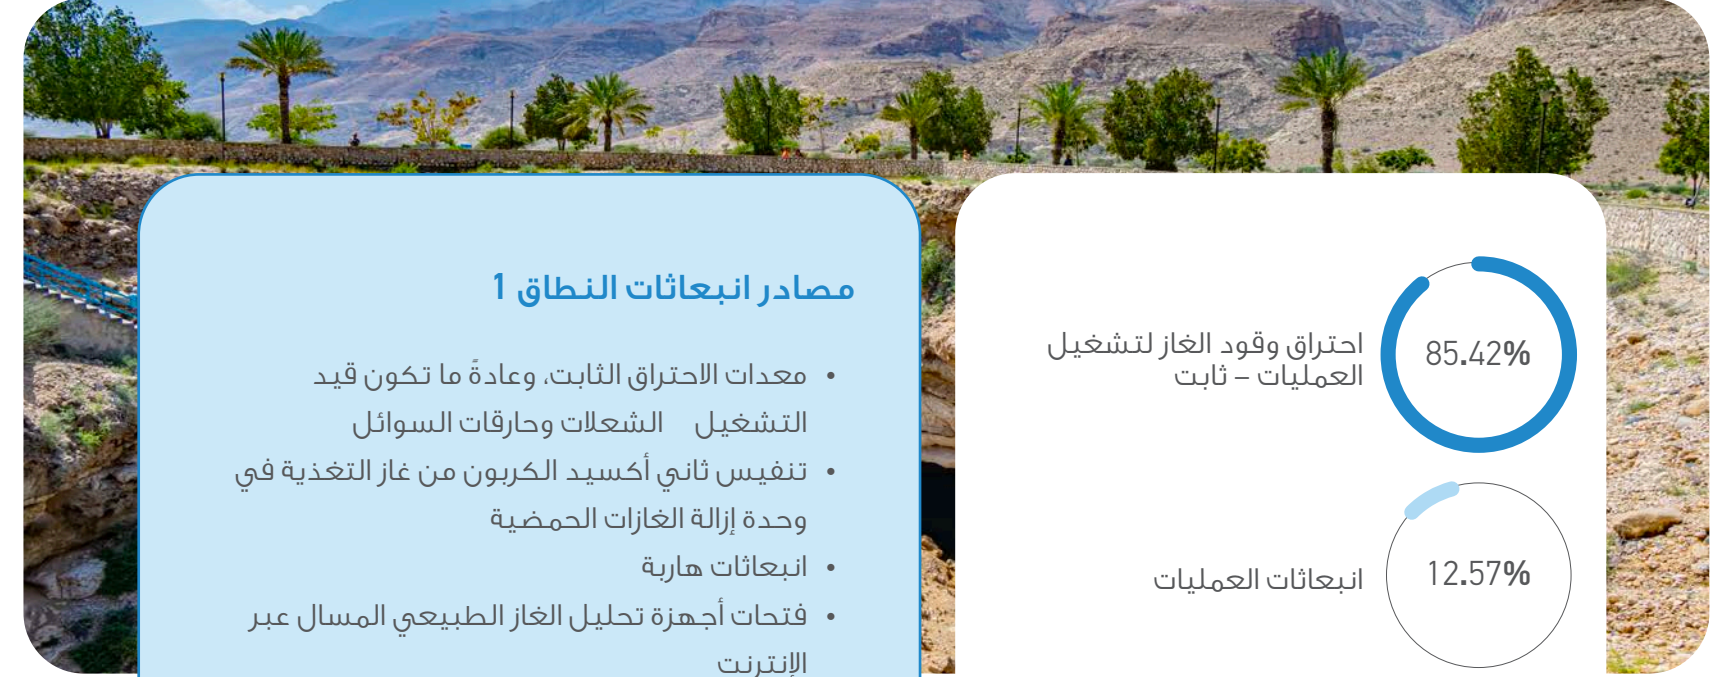 85.42%
احتراق وقود الغاز لتشغيل
العمليات – ثابت
12.57%
انبعاثات العمليات
مصادر انبعاثات النطاق 1
• معدات الاحتراق الثابت، وعادةً ما تكون قيد
التشغيل الشعلات وحارقات السوائل
• تنفيس ثاني أكسيد الكربون من غاز التغذية في
وحدة إزالة الغازات الحمضية
• انبعاثات هاربة
• فتحات أجهزة تحليل الغاز الطبيعي المسال عبر
الإنترنت